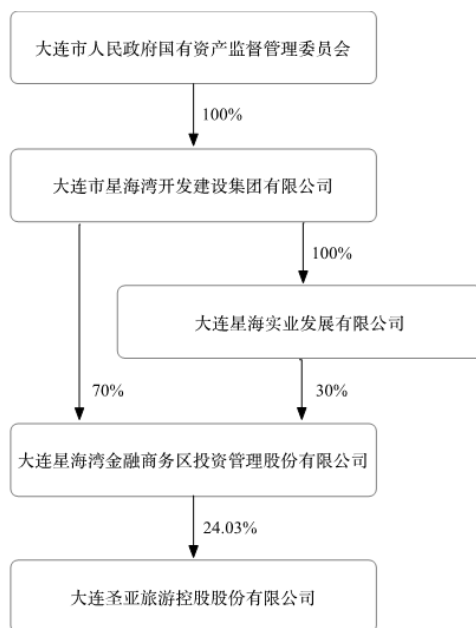 大连市人民政府国有资产监督管理委员会
100%
大连市星海湾开发建设集团有限公司
100%
大连星海实业发展有限公司
70%
30%
大连星海湾金融商务区投资管理股份有限公司
24.03%
大连圣亚旅游控股股份有限公司